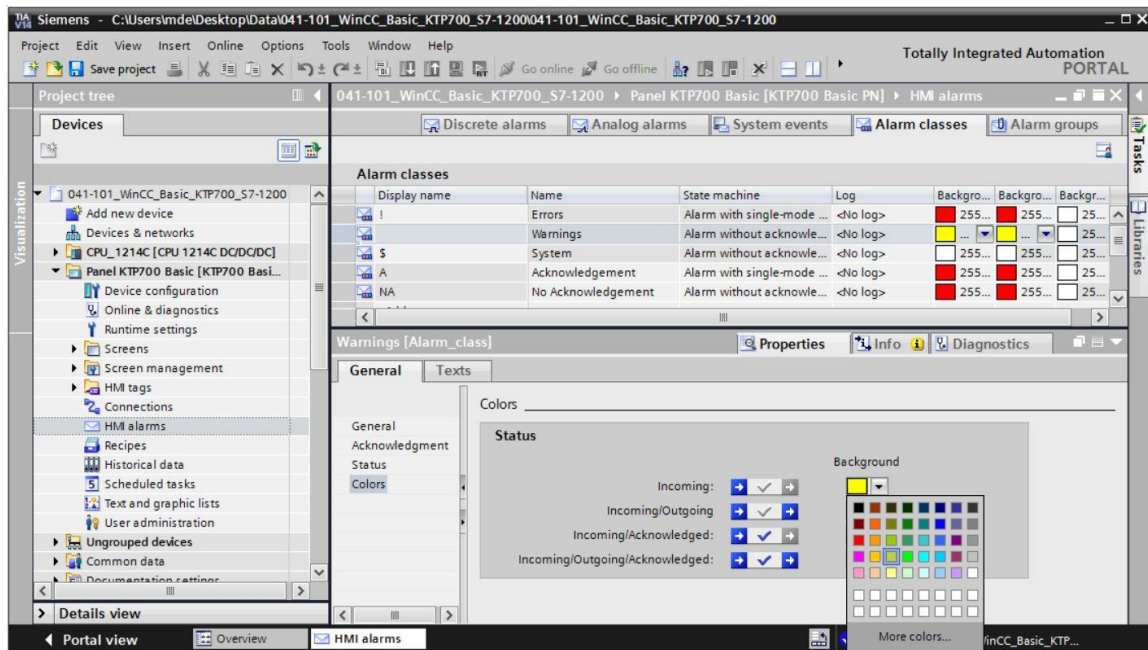 TIA V14 Siemens - C:\Users\mde\Desktop\Data\041-101_WinCC_Basic_KTP700_S7-1200\041-101_WinCC_Basic_KTP700_S7-1200
Project Edit View Insert Online Options Tools Window Help
Totally Integrated Automation
PORTAL
Save project Go online Go offline
Project tree
041-101_WinCC_Basic_KTP700_S7-1200 Panel KTP700 Basic [KTP700 Basic PN] HMI alarms
Devices
Discrete alarms Analog alarms System events Alarm classes Alarm groups
Visualization
Tasks
Libraries
041-101_WinCC_Basic_KTP700_S7-1200
Add new device
Devices & networks
CPU_1214C [CPU 1214C DC/DC/DC]
Panel KTP700 Basic [KTP700 Basi...
Device configuration
Online & diagnostics
Runtime settings
Screens
Screen management
HMI tags
Connections
HMI alarms
Recipes
Historical data
5 Scheduled tasks
Text and graphic lists
User administration
Ungrouped devices
Common data
Documentation settings
Details view
Alarm classes
Display name Name State machine Log Backgro... Backgro... Backgr...
! Errors Alarm with single-mode ... <No log> 255... 255... 25...
Warnings Alarm without acknowle... <No log> ... ... 25...
$ System Alarm without acknowle... <No log> 255... 255... 25...
A Acknowledgement Alarm with single-mode ... <No log> 255... 255... 25...
NA No Acknowledgement Alarm without acknowle... <No log> 255... 255... 25...
Warnings [Alarm_class]
Properties Info Diagnostics
General Texts
General
Acknowledgment
Status
Colors
Colors
Status
Background
Incoming:
Incoming/Outgoing
Incoming/Acknowledged:
Incoming/Outgoing/Acknowledged:
More colors...
Portal view Overview HMI alarms
/inCC_Basic_KTP...